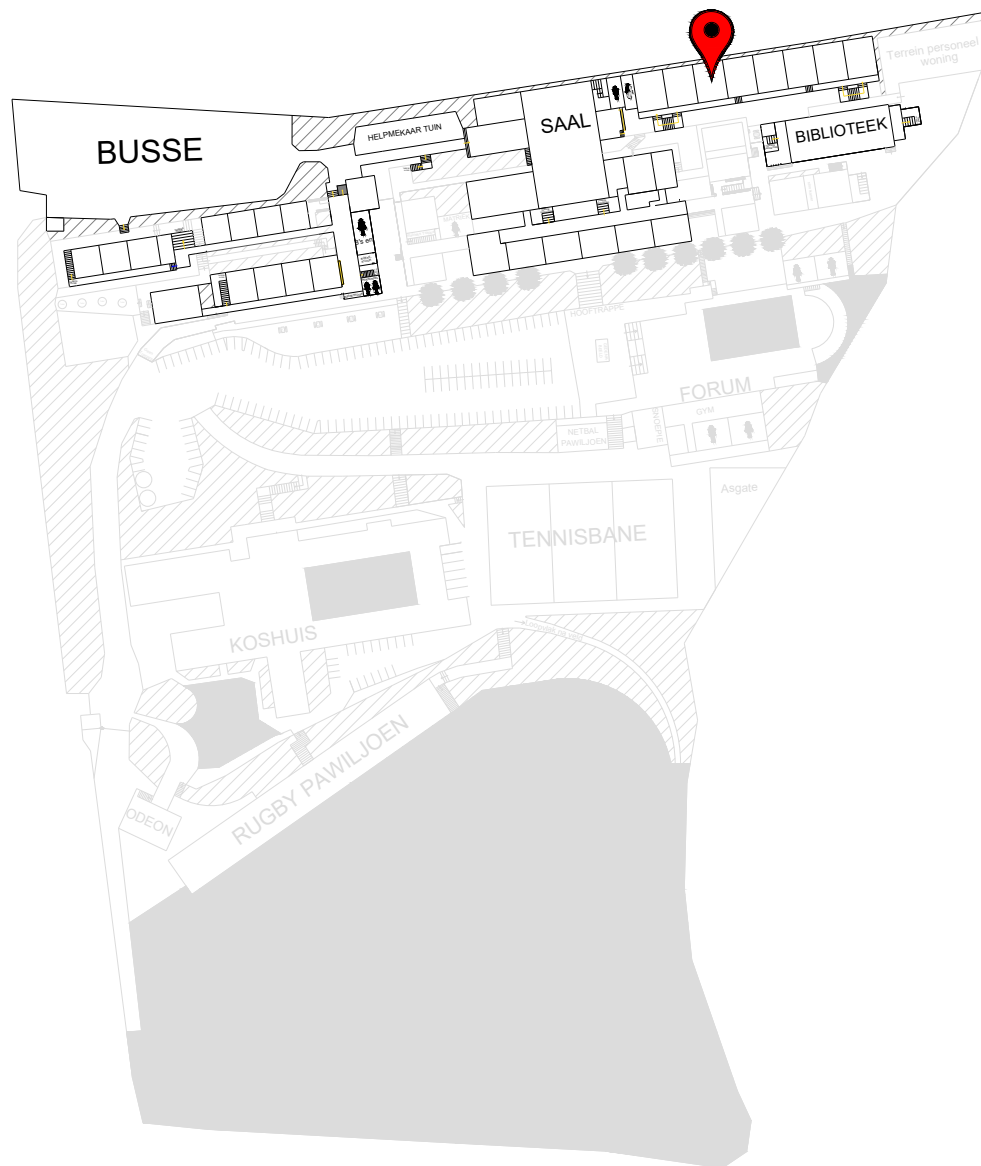 Terrein personeel
woning
SAAL
BIBLIOTEEK
HELPMEKAAR TUIN
BUSSE
HOOFTRAPPE
FORUM
GYM
NETBAL
PAWILJOEN
SNOEPIE
Asgate
TENNISBANE
KOSHUIS
RUGBY PAWILJOEN
ODEON